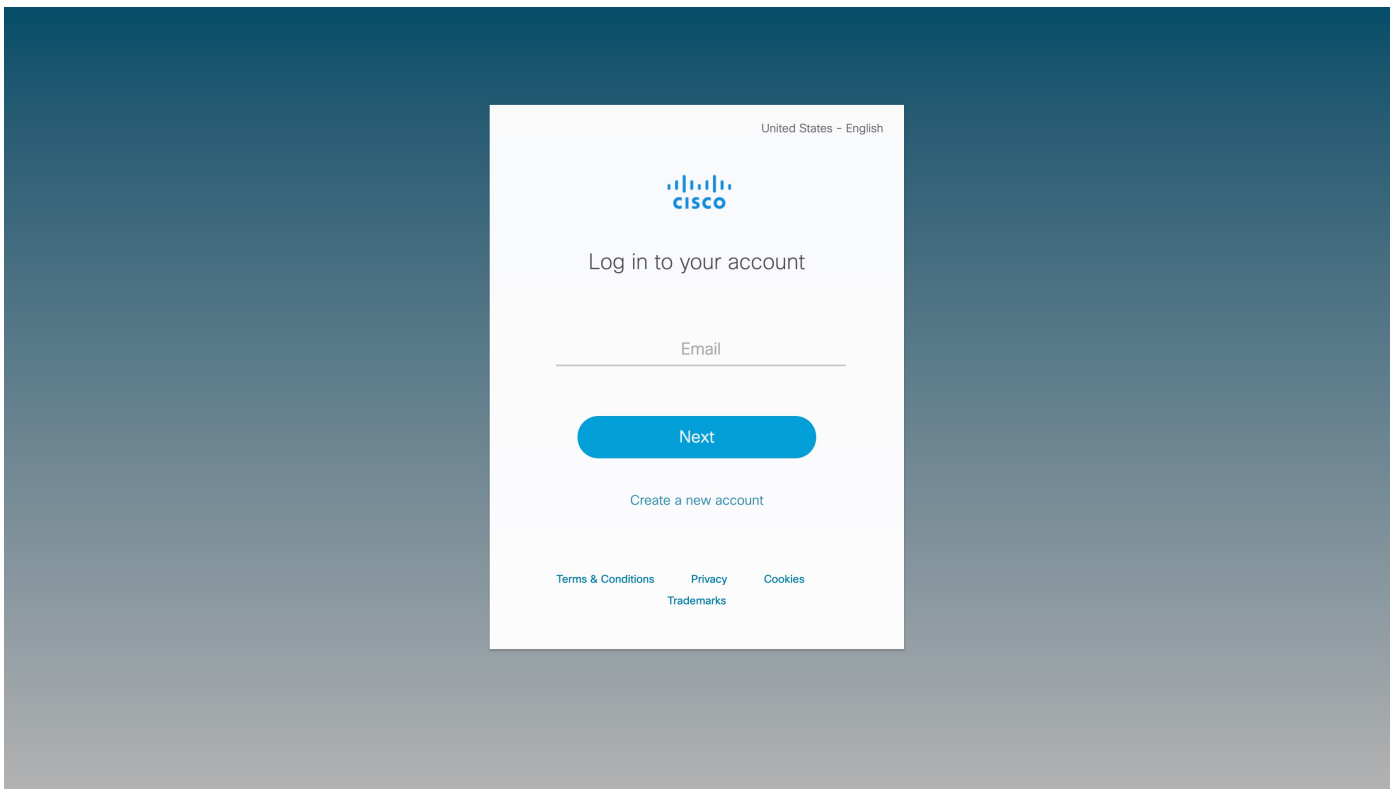 United States - English
CISCO
Log in to your account
Email
Next
Create a new account
Terms & Conditions Privacy Cookies
Trademarks